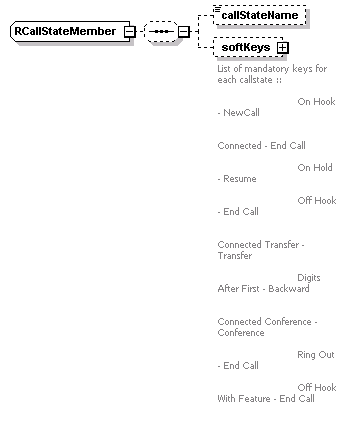 RCallStateMember
callStateName
softKeys
List of mandatory keys for
each callstate ::
On Hook
- NewCall
Connected - End Call
On Hold
- Resume
Off Hook
- End Call
Connected Transfer -
Transfer
Digits
After First - Backward
Connected Conference -
Conference
Ring Out
- End Call
Off Hook
With Feature - End Call